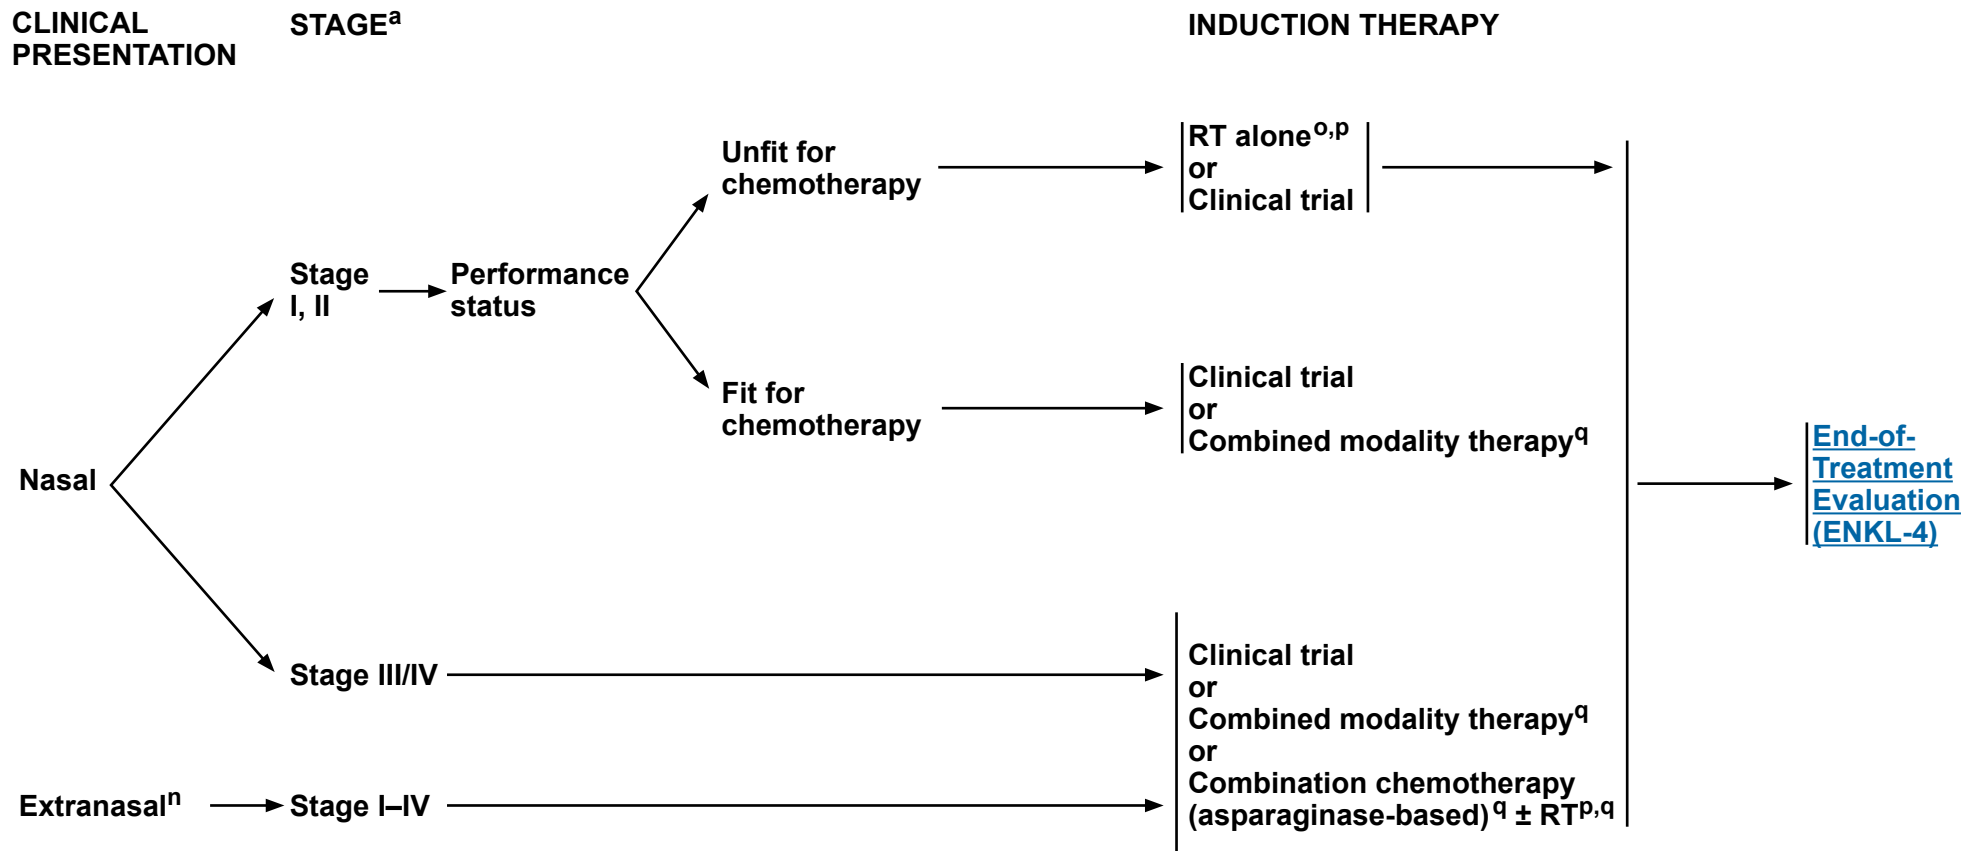 CLINICAL
PRESENTATION
STAGEa
INDUCTION THERAPY
Unfit for
chemotherapy
RT aloneo,p
or
Clinical trial
Stage
I, II
Performance
status
Fit for
chemotherapy
Clinical trial
or
Combined modality therapyq
Nasal
End-of-
Treatment
Evaluation
(ENKL-4)
Stage III/IV
Clinical trial
or
Combined modality therapyq
or
Combination chemotherapy
(asparaginase-based)q ± RTp,q
Extranasaln
Stage I–IV